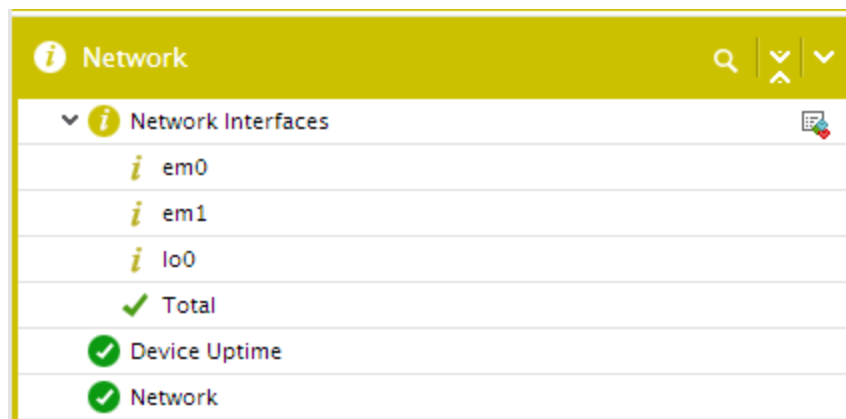 Network
Network Interfaces
em0
em1
lo0
Total
Device Uptime
Network